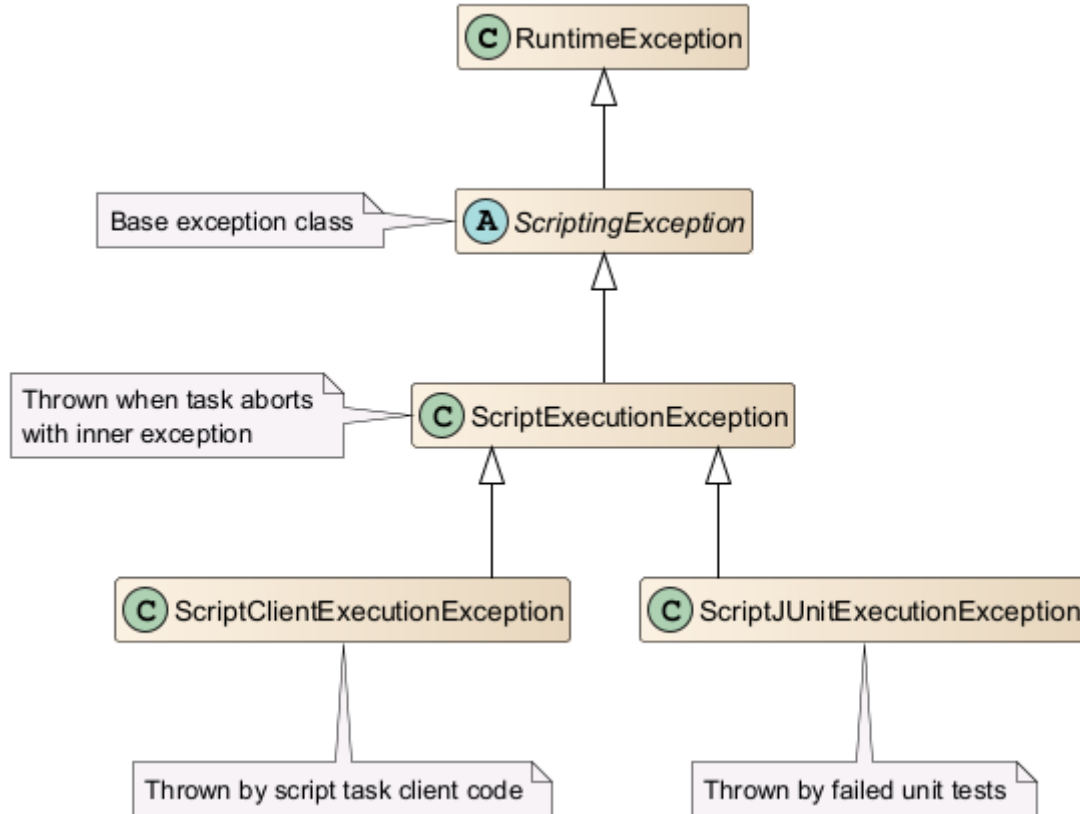 C RuntimeException
Base exception class
A ScriptingException
Thrown when task aborts
with inner exception
C ScriptExecutionException
C ScriptClientExecutionException
C ScriptJUnitExecutionException
Thrown by script task client code
Thrown by failed unit tests